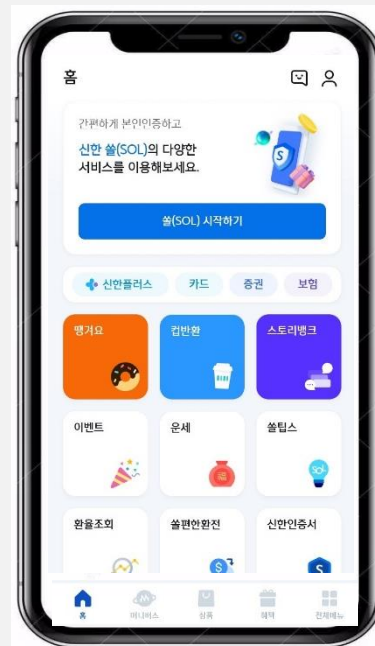 홈
간편하게 본인인증하고
신한 쏠(SOL)의 다양한
서비스를 이용해보세요.
S
쏠(SOL) 시작하기
신한플러스 카드 증권 보험
땡겨요 컵반환 스토리뱅크
이벤트 운세 쏠팁스
SOL
환율조회 쏠편한환전 신한인증서
S S
홈 머니버스 상품 혜택 전체메뉴